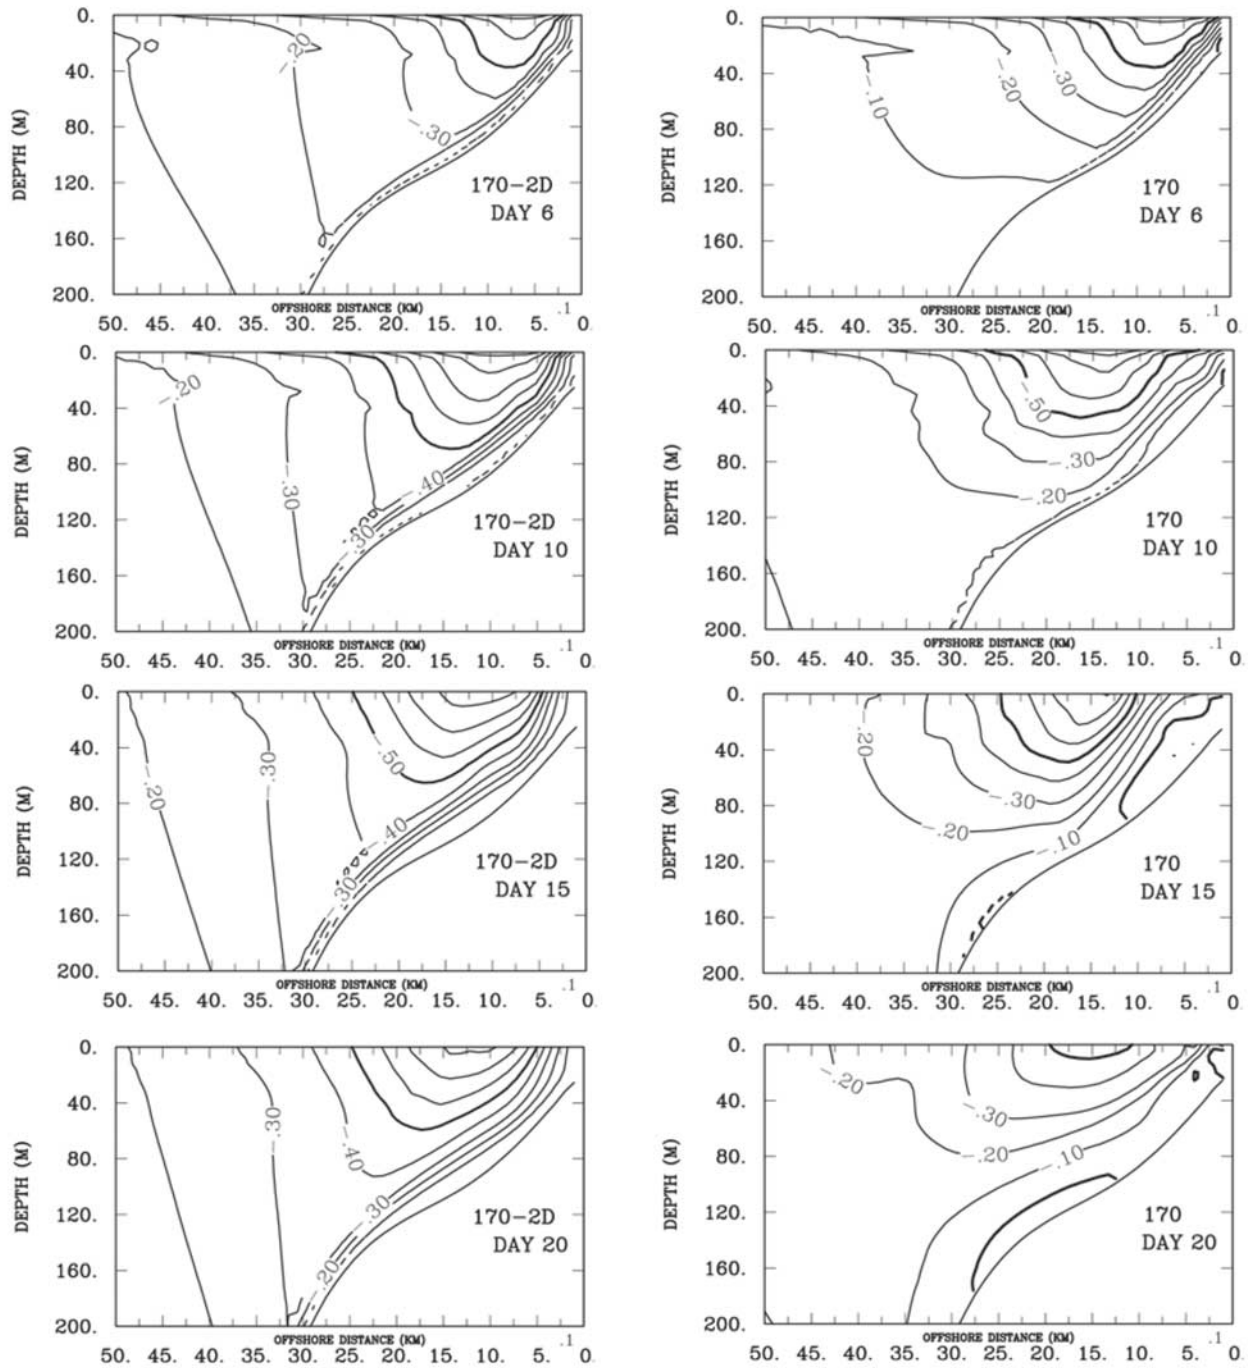 DEPTH (M)
0.
40.
80.
120.
160.
200.
-.20
-.30
170-2D
DAY 6
OFFSHORE DISTANCE (KM)
.1
50. 45. 40. 35. 30. 25. 20. 15. 10. 5. 0.
DEPTH (M)
0.
40.
80.
120.
160.
200.
-.10
-.20
-.30
170
DAY 6
OFFSHORE DISTANCE (KM)
.1
50. 45. 40. 35. 30. 25. 20. 15. 10. 5. 0.
DEPTH (M)
0.
40.
80.
120.
160.
200.
-.20
-.30
-.40
-.30
170-2D
DAY 10
OFFSHORE DISTANCE (KM)
.1
50. 45. 40. 35. 30. 25. 20. 15. 10. 5. 0.
DEPTH (M)
0.
40.
80.
120.
160.
200.
-.50
-.30
-.20
170
DAY 10
OFFSHORE DISTANCE (KM)
.1
50. 45. 40. 35. 30. 25. 20. 15. 10. 5. 0.
DEPTH (M)
0.
40.
80.
120.
160.
200.
-.20
-.30
-.50
-.40
-.30
170-2D
DAY 15
OFFSHORE DISTANCE (KM)
.1
50. 45. 40. 35. 30. 25. 20. 15. 10. 5. 0.
DEPTH (M)
0.
40.
80.
120.
160.
200.
-.20
-.30
-.20
-.10
170
DAY 15
OFFSHORE DISTANCE (KM)
.1
50. 45. 40. 35. 30. 25. 20. 15. 10. 5. 0.
DEPTH (M)
0.
40.
80.
120.
160.
200.
-.30
-.40
-.30
-.20
170-2D
DAY 20
OFFSHORE DISTANCE (KM)
.1
50. 45. 40. 35. 30. 25. 20. 15. 10. 5. 0.
DEPTH (M)
0.
40.
80.
120.
160.
200.
-.20
-.30
-.20
-.10
170
DAY 20
OFFSHORE DISTANCE (KM)
.1
50. 45. 40. 35. 30. 25. 20. 15. 10. 5. 0.